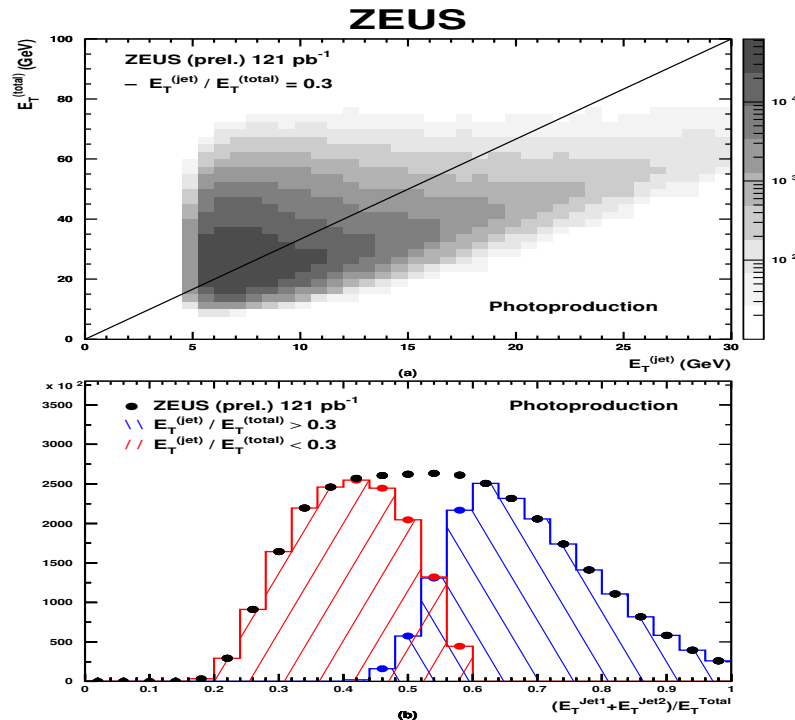 ZEUS
E_T^(total) (GeV)
100
80
60
40
20
0
ZEUS (prel.) 121 pb⁻¹
– E_T^(jet) / E_T^(total) = 0.3
Photoproduction
10⁴
10³
10²
0 5 10 15 20 25 30
(a)
E_T^(jet) (GeV)
x 10²
3500
3000
2500
2000
1500
1000
500
0
ZEUS (prel.) 121 pb⁻¹
E_T^(jet) / E_T^(total) > 0.3
E_T^(jet) / E_T^(total) < 0.3
Photoproduction
0 0.1 0.2 0.3 0.4 0.5 0.6 0.7 0.8 0.9 1
(b)
(E_T^Jet1+E_T^Jet2)/E_T^Total